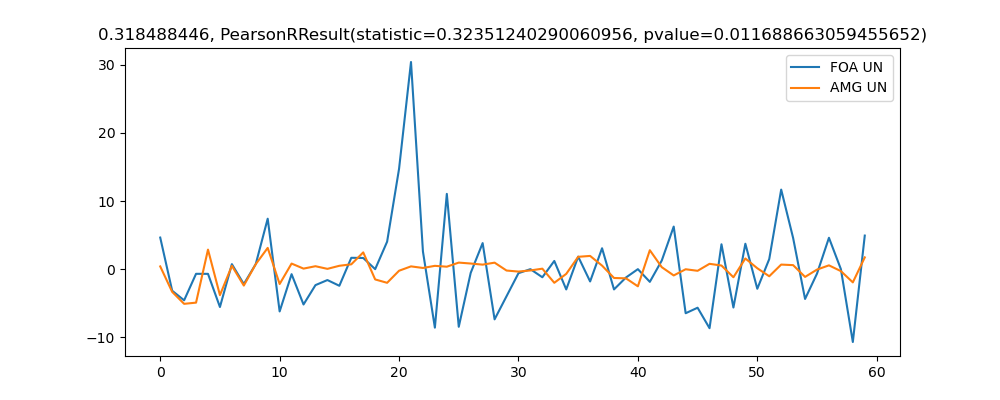 0.318488446, PearsonRResult(statistic=0.32351240290060956, pvalue=0.011688663059455652)
FOA UN
AMG UN
30
20
10
0
−10
0 10 20 30 40 50 60